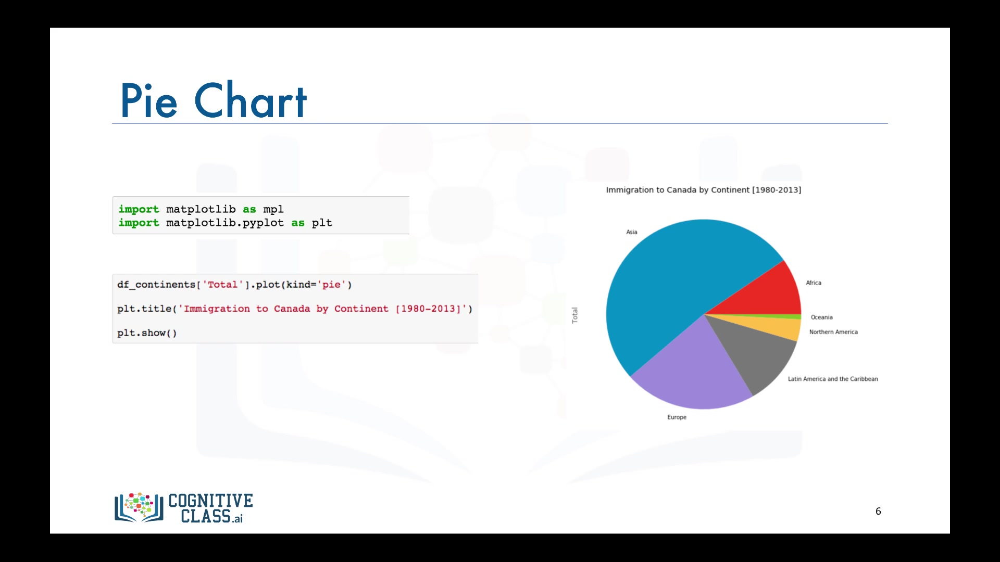 Pie Chart
import matplotlib as mpl
import matplotlib.pyplot as plt
df_continents['Total'].plot(kind='pie')
plt.title('Immigration to Canada by Continent [1980-2013]')
plt.show()
Immigration to Canada by Continent [1980-2013]
Asia
Africa
Total
Oceania
Northern America
Latin America and the Caribbean
Europe
COGNITIVE
CLASS.ai
6